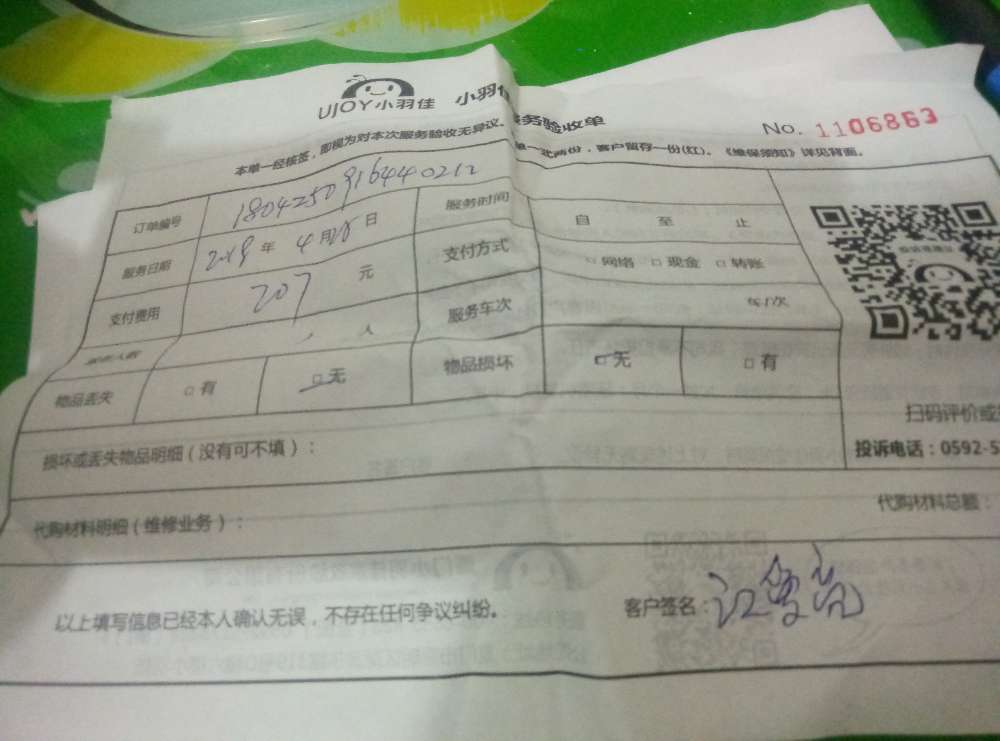 UJOY小羽佳 小羽佳
服务验收单
No. 1106863
本单一经核签，即视为对本次服务验收无异议。
单一式两份，客户留存一份(红)。《维保须知》详见背面。
订单编号 1804250916440212 服务时间 自 至 止
服务日期 2018年 4月28日 支付方式 □网络 □现金 □转账
支付费用 207 元 服务车次 车/次
人
物品丢失 □有 □无 物品损坏 □无 □有
扫码评价或
投诉电话：0592-5
损坏或丢失物品明细（没有可不填）：
代购材料明细（维修业务）： 代购材料总额：
以上填写信息已经本人确认无误，不存在任何争议纠纷。 客户签名：